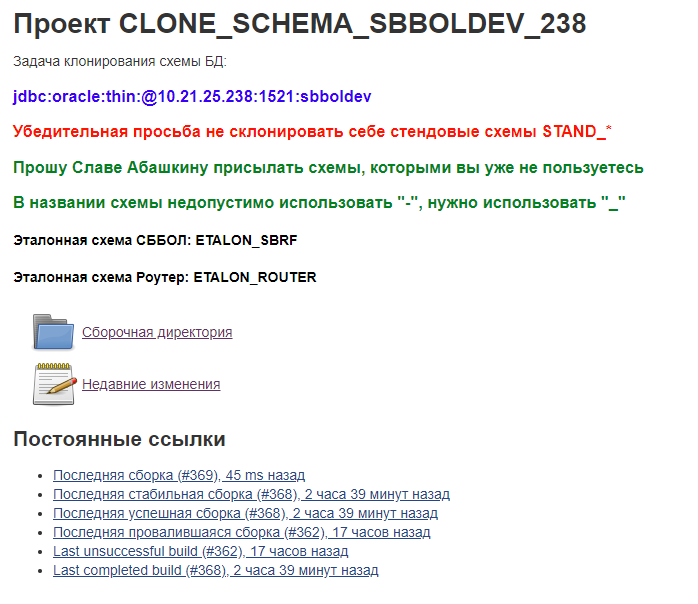 Проект CLONE_SCHEMA_SBBOLDEV_238
Задача клонирования схемы БД:
jdbc:oracle:thin:@10.21.25.238:1521:sbboldev
Убедительная просьба не склонировать себе стендовые схемы STAND_*
Прошу Славе Абашкину присылать схемы, которыми вы уже не пользуетесь
В названии схемы недопустимо использовать "-", нужно использовать "_"
Эталонная схема СББОЛ: ETALON_SBRF
Эталонная схема Роутер: ETALON_ROUTER
Сборочная директория
Недавние изменения
Постоянные ссылки
Последняя сборка (#369), 45 ms назад
Последняя стабильная сборка (#368), 2 часа 39 минут назад
Последняя успешная сборка (#368), 2 часа 39 минут назад
Последняя провалившаяся сборка (#362), 17 часов назад
Last unsuccessful build (#362), 17 часов назад
Last completed build (#368), 2 часа 39 минут назад